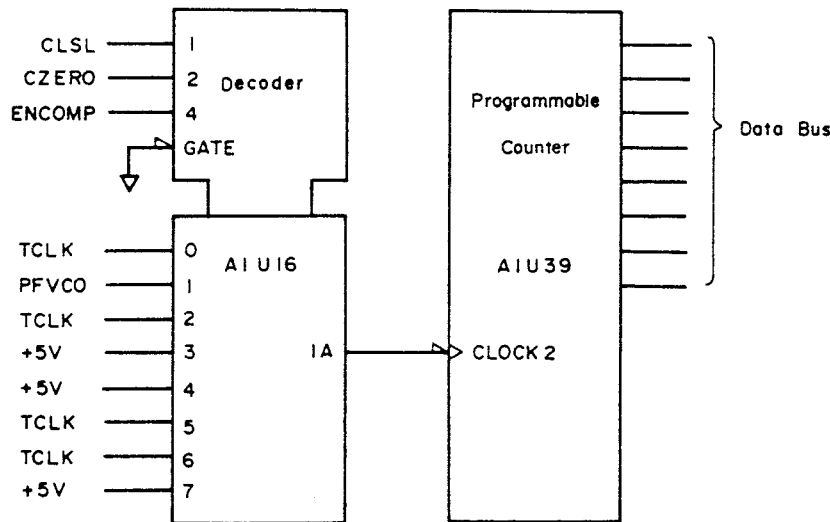 CLSL 1
CZERO 2 Decoder
ENCOMP 4
GATE
Programmable
Counter
Data Bus
TCLK 0
PFVCO 1
TCLK 2
+5V 3
+5V 4
TCLK 5
TCLK 6
+5V 7
A1U16
1A
A1U39
CLOCK 2